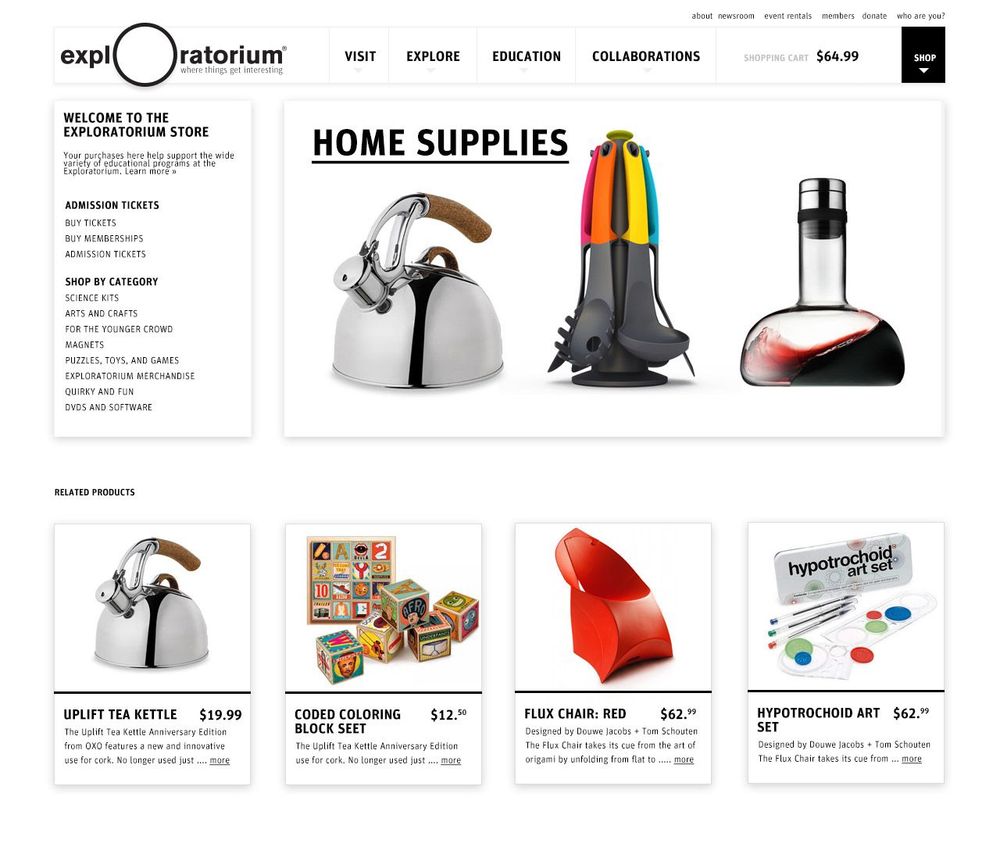 about newsroom event rentals members donate who are you?
explOratorium®
where things get interesting
VISIT EXPLORE EDUCATION COLLABORATIONS SHOPPING CART $64.99 SHOP
WELCOME TO THE
EXPLORATORIUM STORE
Your purchases here help support the wide
variety of educational programs at the
Exploratorium. Learn more »
ADMISSION TICKETS
BUY TICKETS
BUY MEMBERSHIPS
ADMISSION TICKETS
SHOP BY CATEGORY
SCIENCE KITS
ARTS AND CRAFTS
FOR THE YOUNGER CROWD
MAGNETS
PUZZLES, TOYS, AND GAMES
EXPLORATORIUM MERCHANDISE
QUIRKY AND FUN
DVDS AND SOFTWARE
HOME SUPPLIES
RELATED PRODUCTS
UPLIFT TEA KETTLE $19.99
The Uplift Tea Kettle Anniversary Edition
from OXO features a new and innovative
use for cork. No longer used just .... more
A 2
10
CODED COLORING $12.50
BLOCK SEET
The Uplift Tea Kettle Anniversary Edition
use for cork. No longer used just .... more
FLUX CHAIR: RED $62.99
Designed by Douwe Jacobs + Tom Schouten
The Flux Chair takes its cue from the art of
origami by unfolding from flat to ..... more
hypotrochoid
art set
HYPOTROCHOID ART $62.99
SET
Designed by Douwe Jacobs + Tom Schouten
The Flux Chair takes its cue from ... more